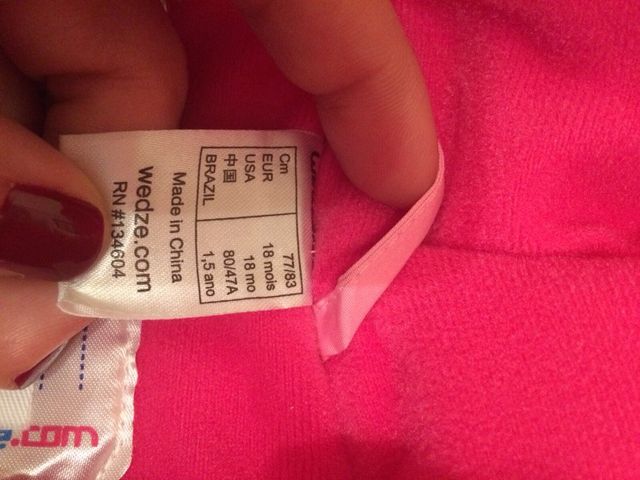 Cm 77/83
EUR 18 mois
USA 18 mo
中国 80/47A
BRAZIL 1,5 ano
Made in China
wedze.com
RN #134604